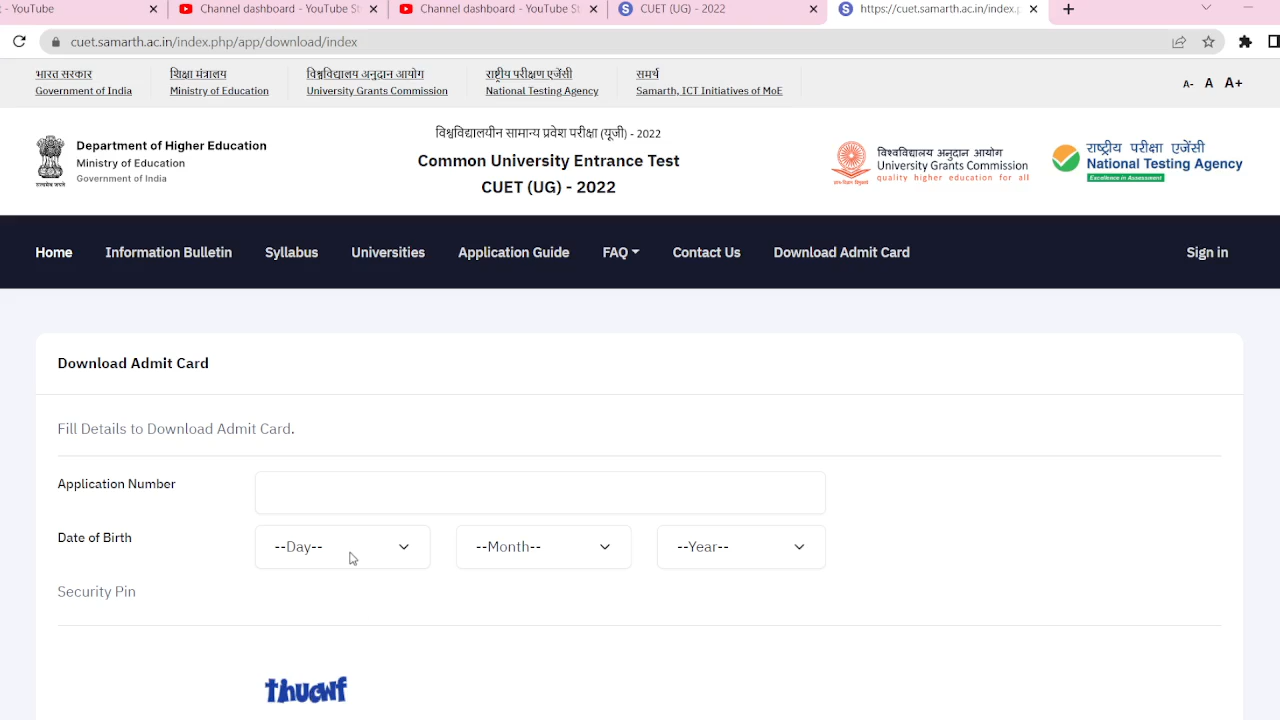 - YouTube
Channel dashboard - YouTube St
Channel dashboard - YouTube St
CUET (UG) - 2022
https://cuet.samarth.ac.in/index.p
cuet.samarth.ac.in/index.php/app/download/index
भारत सरकार
Government of India
शिक्षा मंत्रालय
Ministry of Education
विश्वविद्यालय अनुदान आयोग
University Grants Commission
राष्ट्रीय परीक्षण एजेंसी
National Testing Agency
समर्थ
Samarth, ICT Initiatives of MoE
A- A A+
सत्यमेव जयते
Department of Higher Education
Ministry of Education
Government of India
विश्वविद्यालयीन सामान्य प्रवेश परीक्षा (यूजी) - 2022
Common University Entrance Test
CUET (UG) - 2022
विश्वविद्यालय अनुदान आयोग
University Grants Commission
quality higher education for all
राष्ट्रीय परीक्षा एजेंसी
National Testing Agency
Excellence in Assessment
Home Information Bulletin Syllabus Universities Application Guide FAQ Contact Us Download Admit Card Sign in
Download Admit Card
Fill Details to Download Admit Card.
Application Number
Date of Birth --Day-- --Month-- --Year--
Security Pin
thucwf